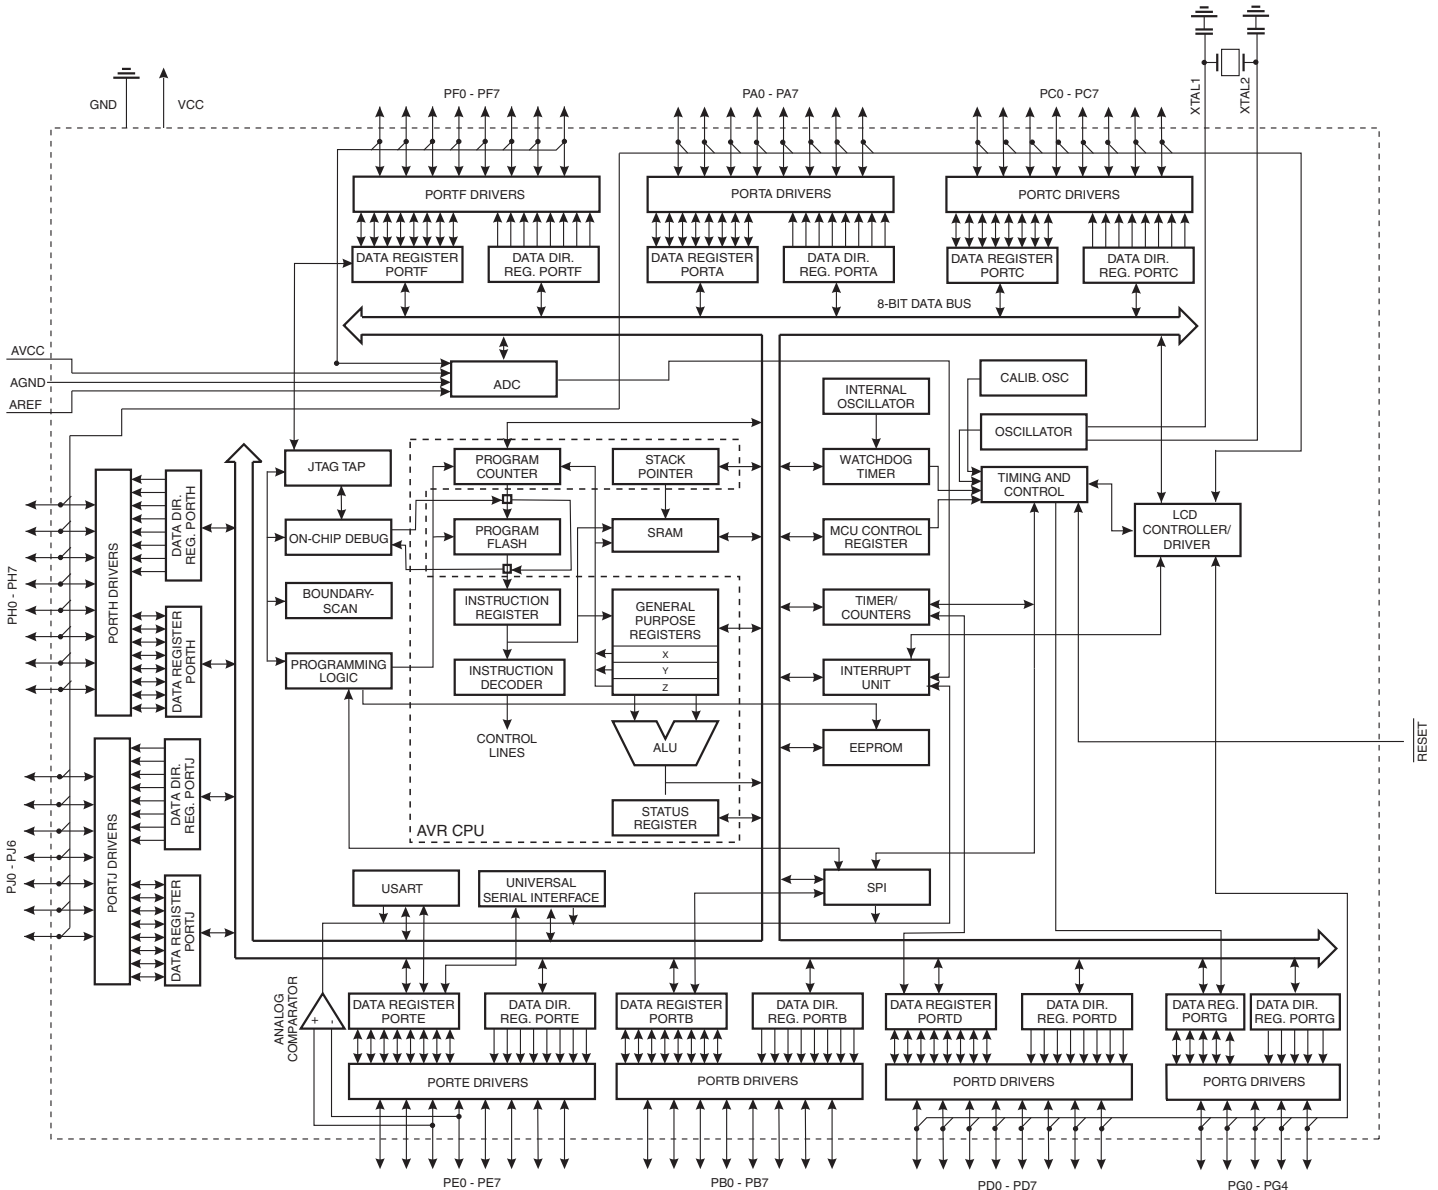 XTAL1
XTAL2
GND
VCC
PF0 - PF7
PA0 - PA7
PC0 - PC7
PORTF DRIVERS
PORTA DRIVERS
PORTC DRIVERS
DATA REGISTER
PORTF
DATA DIR.
REG. PORTF
DATA REGISTER
PORTA
DATA DIR.
REG. PORTA
DATA REGISTER
PORTC
DATA DIR.
REG. PORTC
8-BIT DATA BUS
AVCC
AGND
AREF
ADC
CALIB. OSC
INTERNAL
OSCILLATOR
OSCILLATOR
JTAG TAP
PROGRAM
COUNTER
STACK
POINTER
WATCHDOG
TIMER
TIMING AND
CONTROL
ON-CHIP DEBUG
PROGRAM
FLASH
SRAM
MCU CONTROL
REGISTER
LCD
CONTROLLER/
DRIVER
BOUNDARY-
SCAN
INSTRUCTION
REGISTER
GENERAL
PURPOSE
REGISTERS
X
Y
Z
TIMER/
COUNTERS
PROGRAMMING
LOGIC
INSTRUCTION
DECODER
INTERRUPT
UNIT
CONTROL
LINES
ALU
EEPROM
RESET
STATUS
REGISTER
AVR CPU
PH0 - PH7
PORTH DRIVERS
DATA DIR.
REG. PORTH
DATA REGISTER
PORTH
PJ0 - PJ6
PORTJ DRIVERS
DATA DIR.
REG. PORTJ
DATA REGISTER
PORTJ
USART
UNIVERSAL
SERIAL INTERFACE
SPI
ANALOG
COMPARATOR
+ -
DATA REGISTER
PORTE
DATA DIR.
REG. PORTE
DATA REGISTER
PORTB
DATA DIR.
REG. PORTB
DATA REGISTER
PORTD
DATA DIR.
REG. PORTD
DATA REG.
PORTG
DATA DIR.
REG. PORTG
PORTE DRIVERS
PORTB DRIVERS
PORTD DRIVERS
PORTG DRIVERS
PE0 - PE7
PB0 - PB7
PD0 - PD7
PG0 - PG4